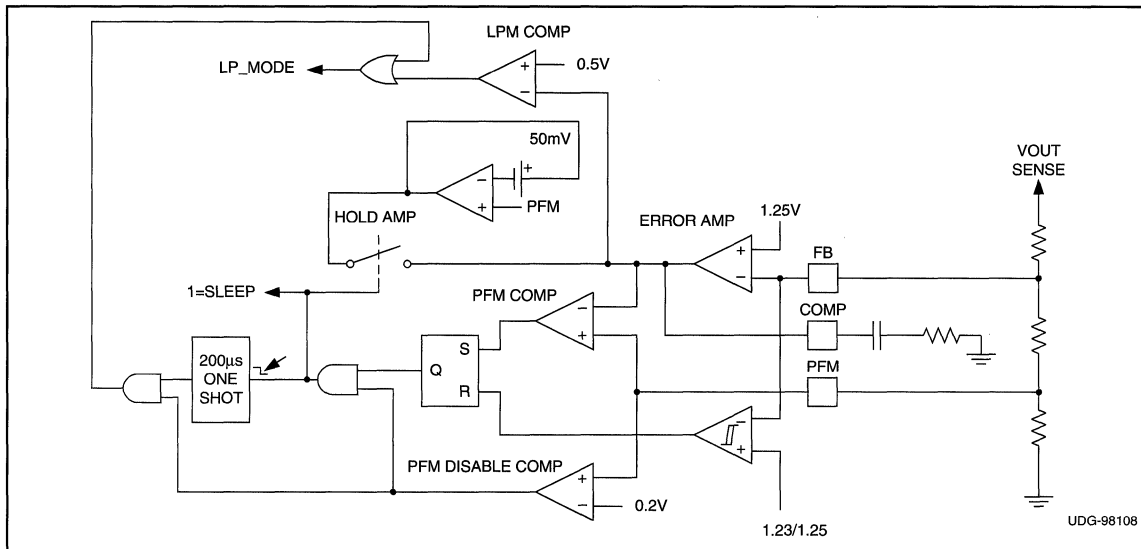 LPM COMP
LP_MODE
+
0.5V
−
50mV
+
−
+
PFM
HOLD AMP
VOUT
SENSE
1.25V
ERROR AMP
+
−
FB
1=SLEEP
PFM COMP
−
+
COMP
200µs
ONE
SHOT
S
Q
R
PFM
−
+
PFM DISABLE COMP
+
−
0.2V
1.23/1.25
UDG-98108